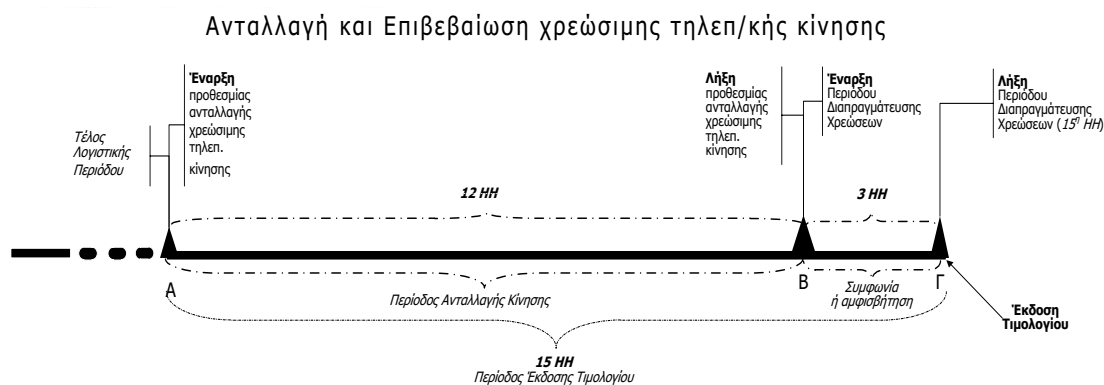 Ανταλλαγή και Επιβεβαίωση χρεώσιμης τηλεπ/κής κίνησης
Έναρξη
προθεσμίας
ανταλλαγής
χρεώσιμης
τηλεπ.
κίνησης
Τέλος
Λογιστικής
Περιόδου
Λήξη
προθεσμίας
ανταλλαγής
χρεώσιμης
τηλεπ.
κίνησης
Έναρξη
Περιόδου
Διαπραγμάτευσης
Χρεώσεων
Λήξη
Περιόδου
Διαπραγμάτευσης
Χρεώσεων (15η ΗΗ)
12 ΗΗ
3 ΗΗ
Α
Β
Γ
Περίοδος Ανταλλαγής Κίνησης
Συμφωνία
ή αμφισβήτηση
Έκδοση
Τιμολογίου
15 ΗΗ
Περίοδος Έκδοσης Τιμολογίου